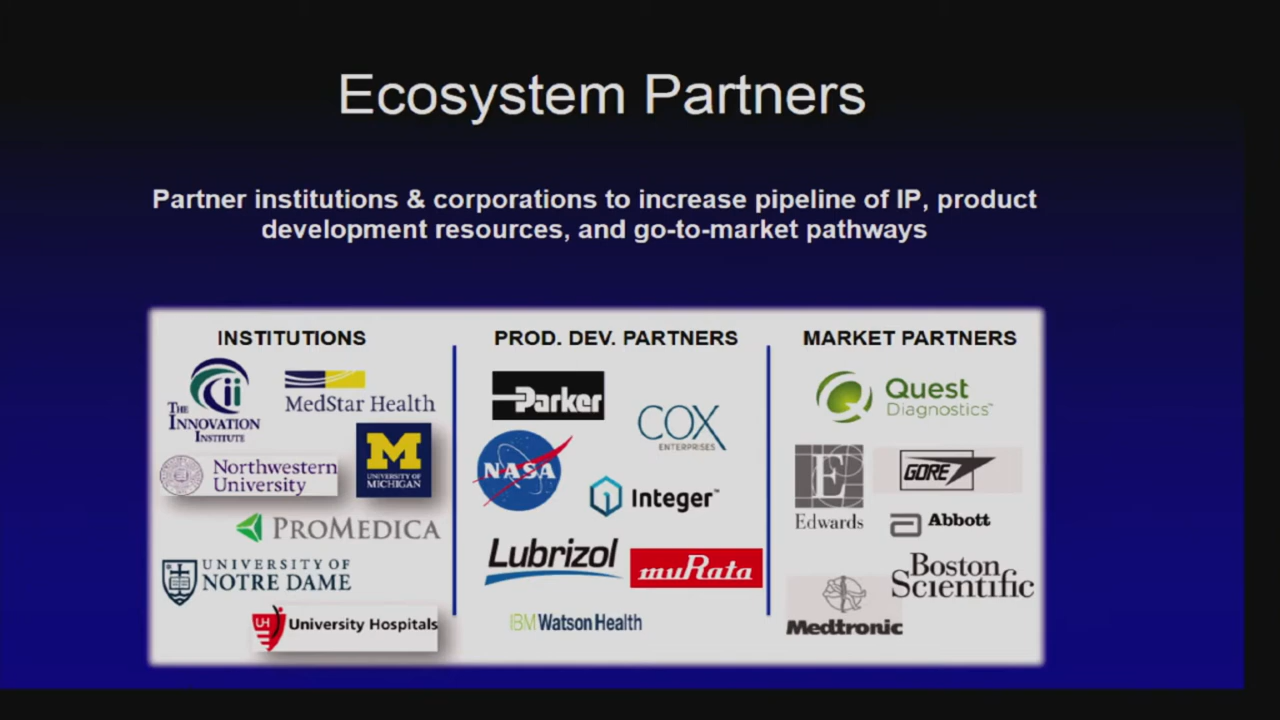 Ecosystem Partners
Partner institutions & corporations to increase pipeline of IP, product
development resources, and go-to-market pathways
INSTITUTIONS
THE
INNOVATION
INSTITUTE
MedStar Health
Northwestern
University
M
UNIVERSITY OF
MICHIGAN
PROMEDICA
UNIVERSITY OF
NOTRE DAME
UH
University Hospitals
PROD. DEV. PARTNERS
Parker
COX
ENTERPRISES
NASA
Integer™
Lubrizol
muRata
IBM Watson Health
MARKET PARTNERS
Quest
Diagnostics™
E
Edwards
GORE
Abbott
Boston
Scientific
Medtronic